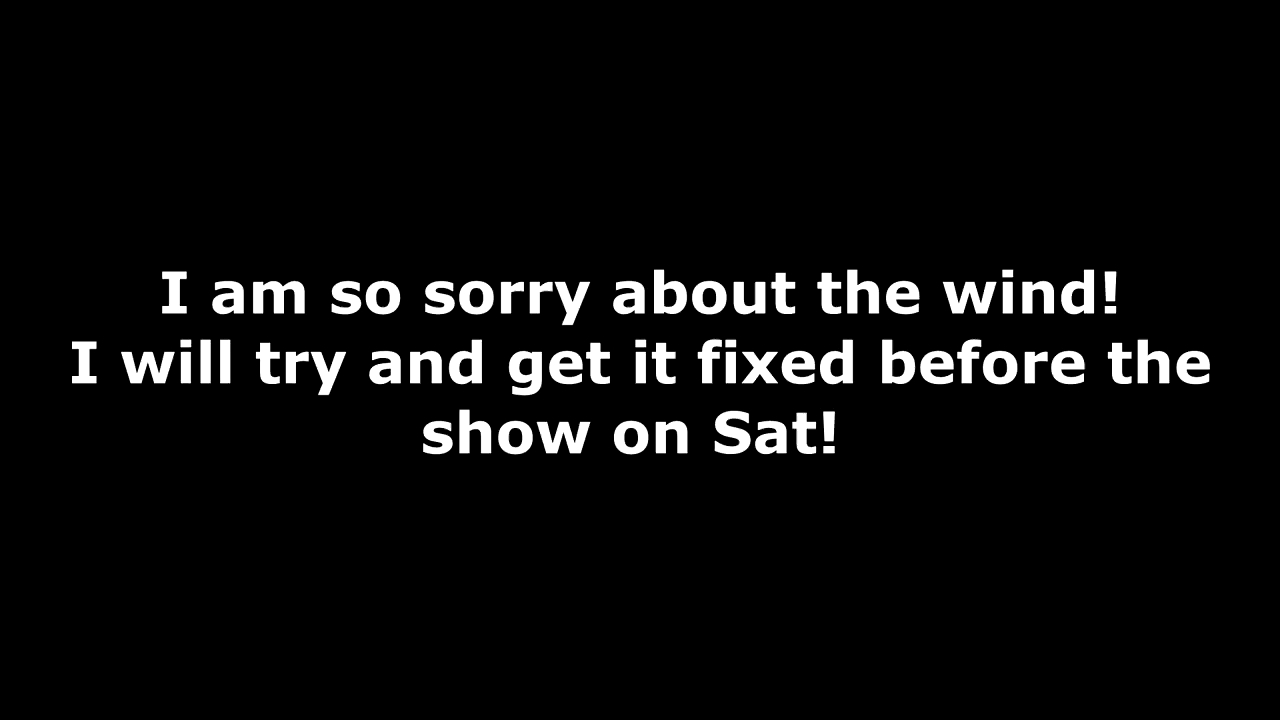 I am so sorry about the wind!
I will try and get it fixed before the
show on Sat!